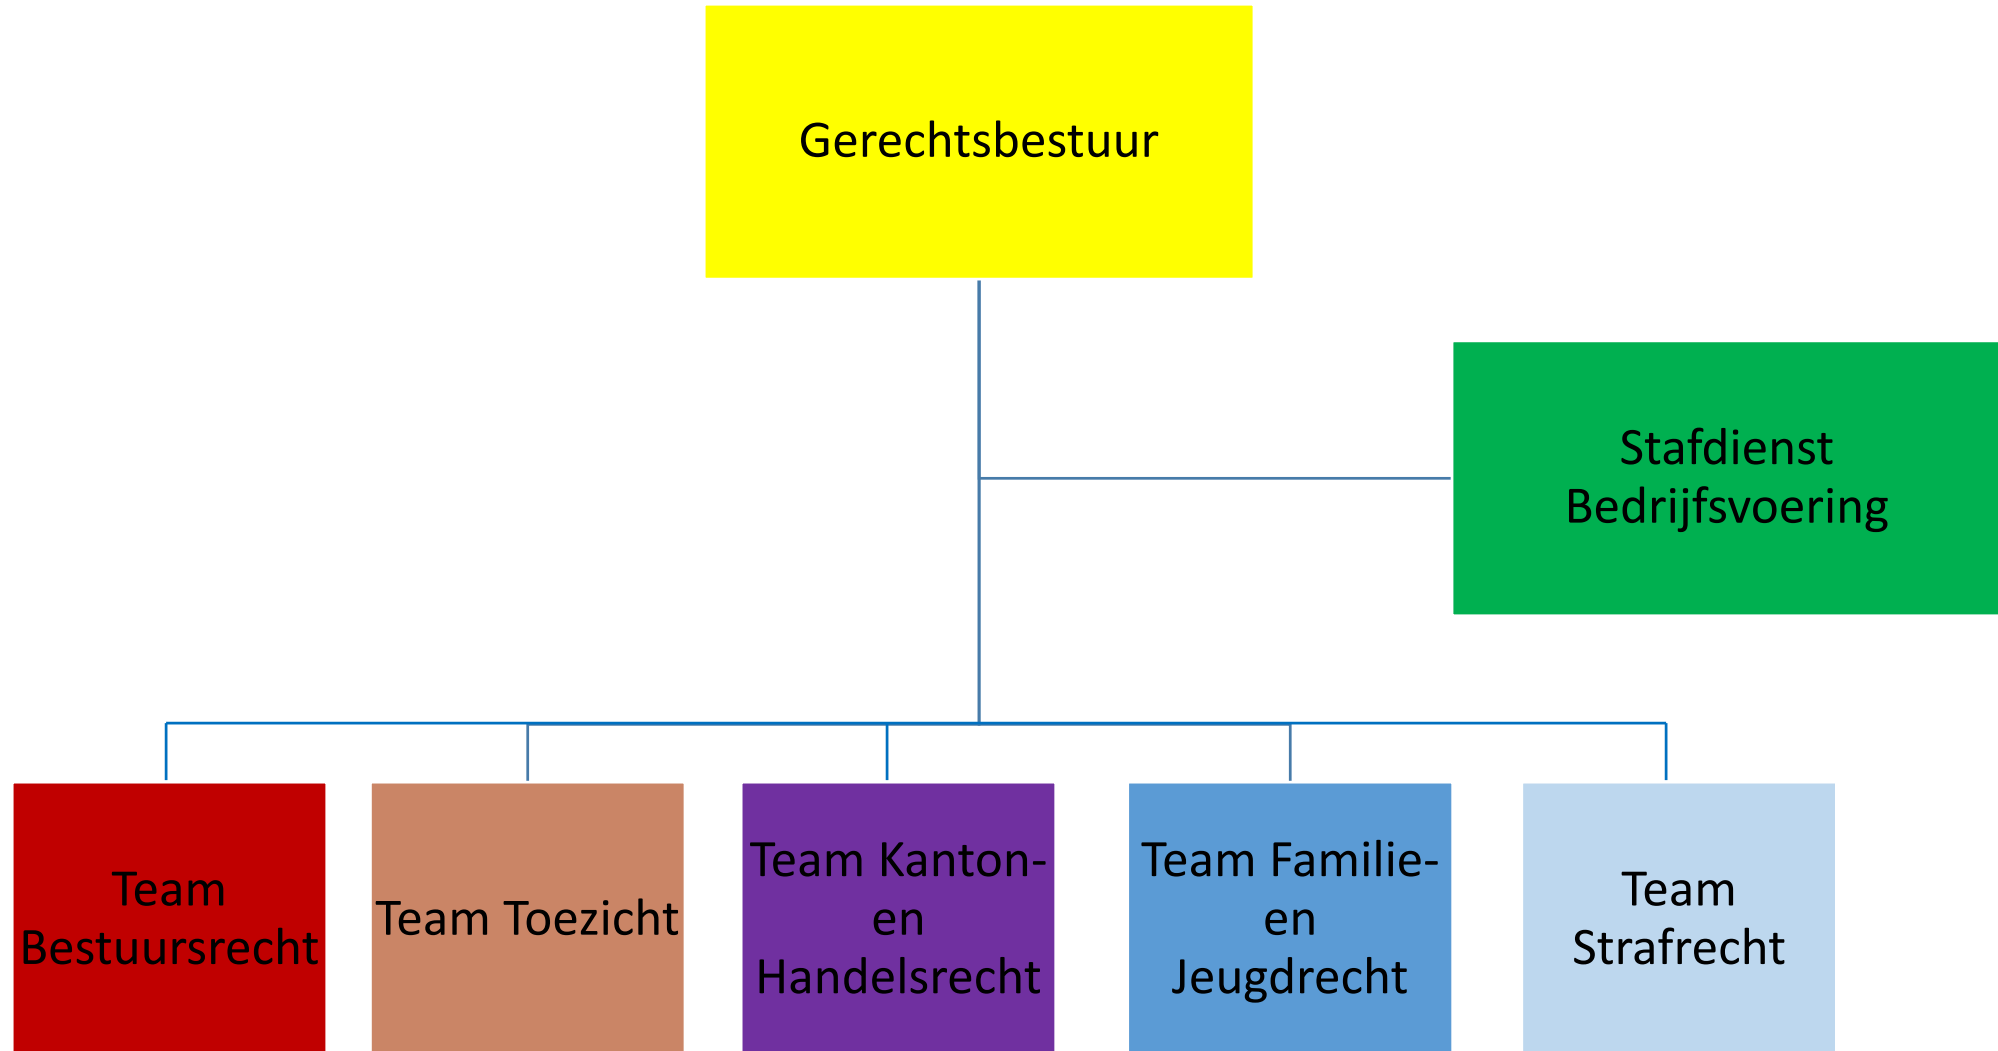 Gerechtsbestuur
Stafdienst
Bedrijfsvoering
Team
Bestuursrecht
Team Toezicht
Team Kanton-
en
Handelsrecht
Team Familie-
en
Jeugdrecht
Team
Strafrecht